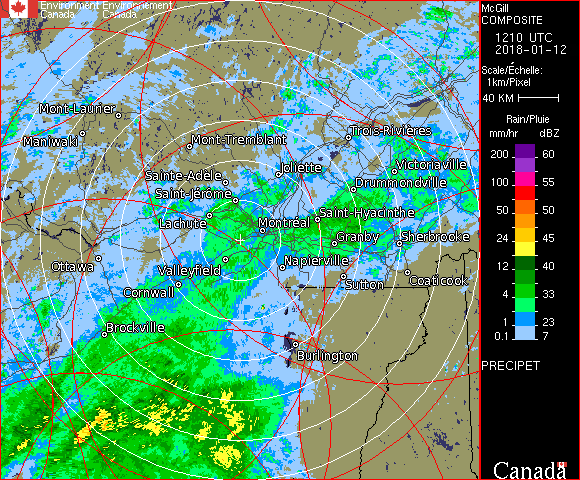 Environment Environnement
Canada Canada
McGill
COMPOSITE
1210 UTC
2018-01-12
Scale/Échelle:
1km/Pixel
40 KM
Rain/Pluie
mm/hr dBZ
200 60
100 55
50 50
24 45
12 40
4 33
1 23
0.1 7
PRECIPET
Canada
Mont-Laurier
Maniwaki
Mont-Tremblant
Trois-Rivières
Victoriaville
Joliette
Sainte-Adèle
Drummondville
Saint-Jérôme
Saint-Hyacinthe
Lachute
Montréal
Granby
Sherbrooke
Ottawa
Valleyfield
Napierville
Sutton
Coaticook
Cornwall
Brockville
Burlington